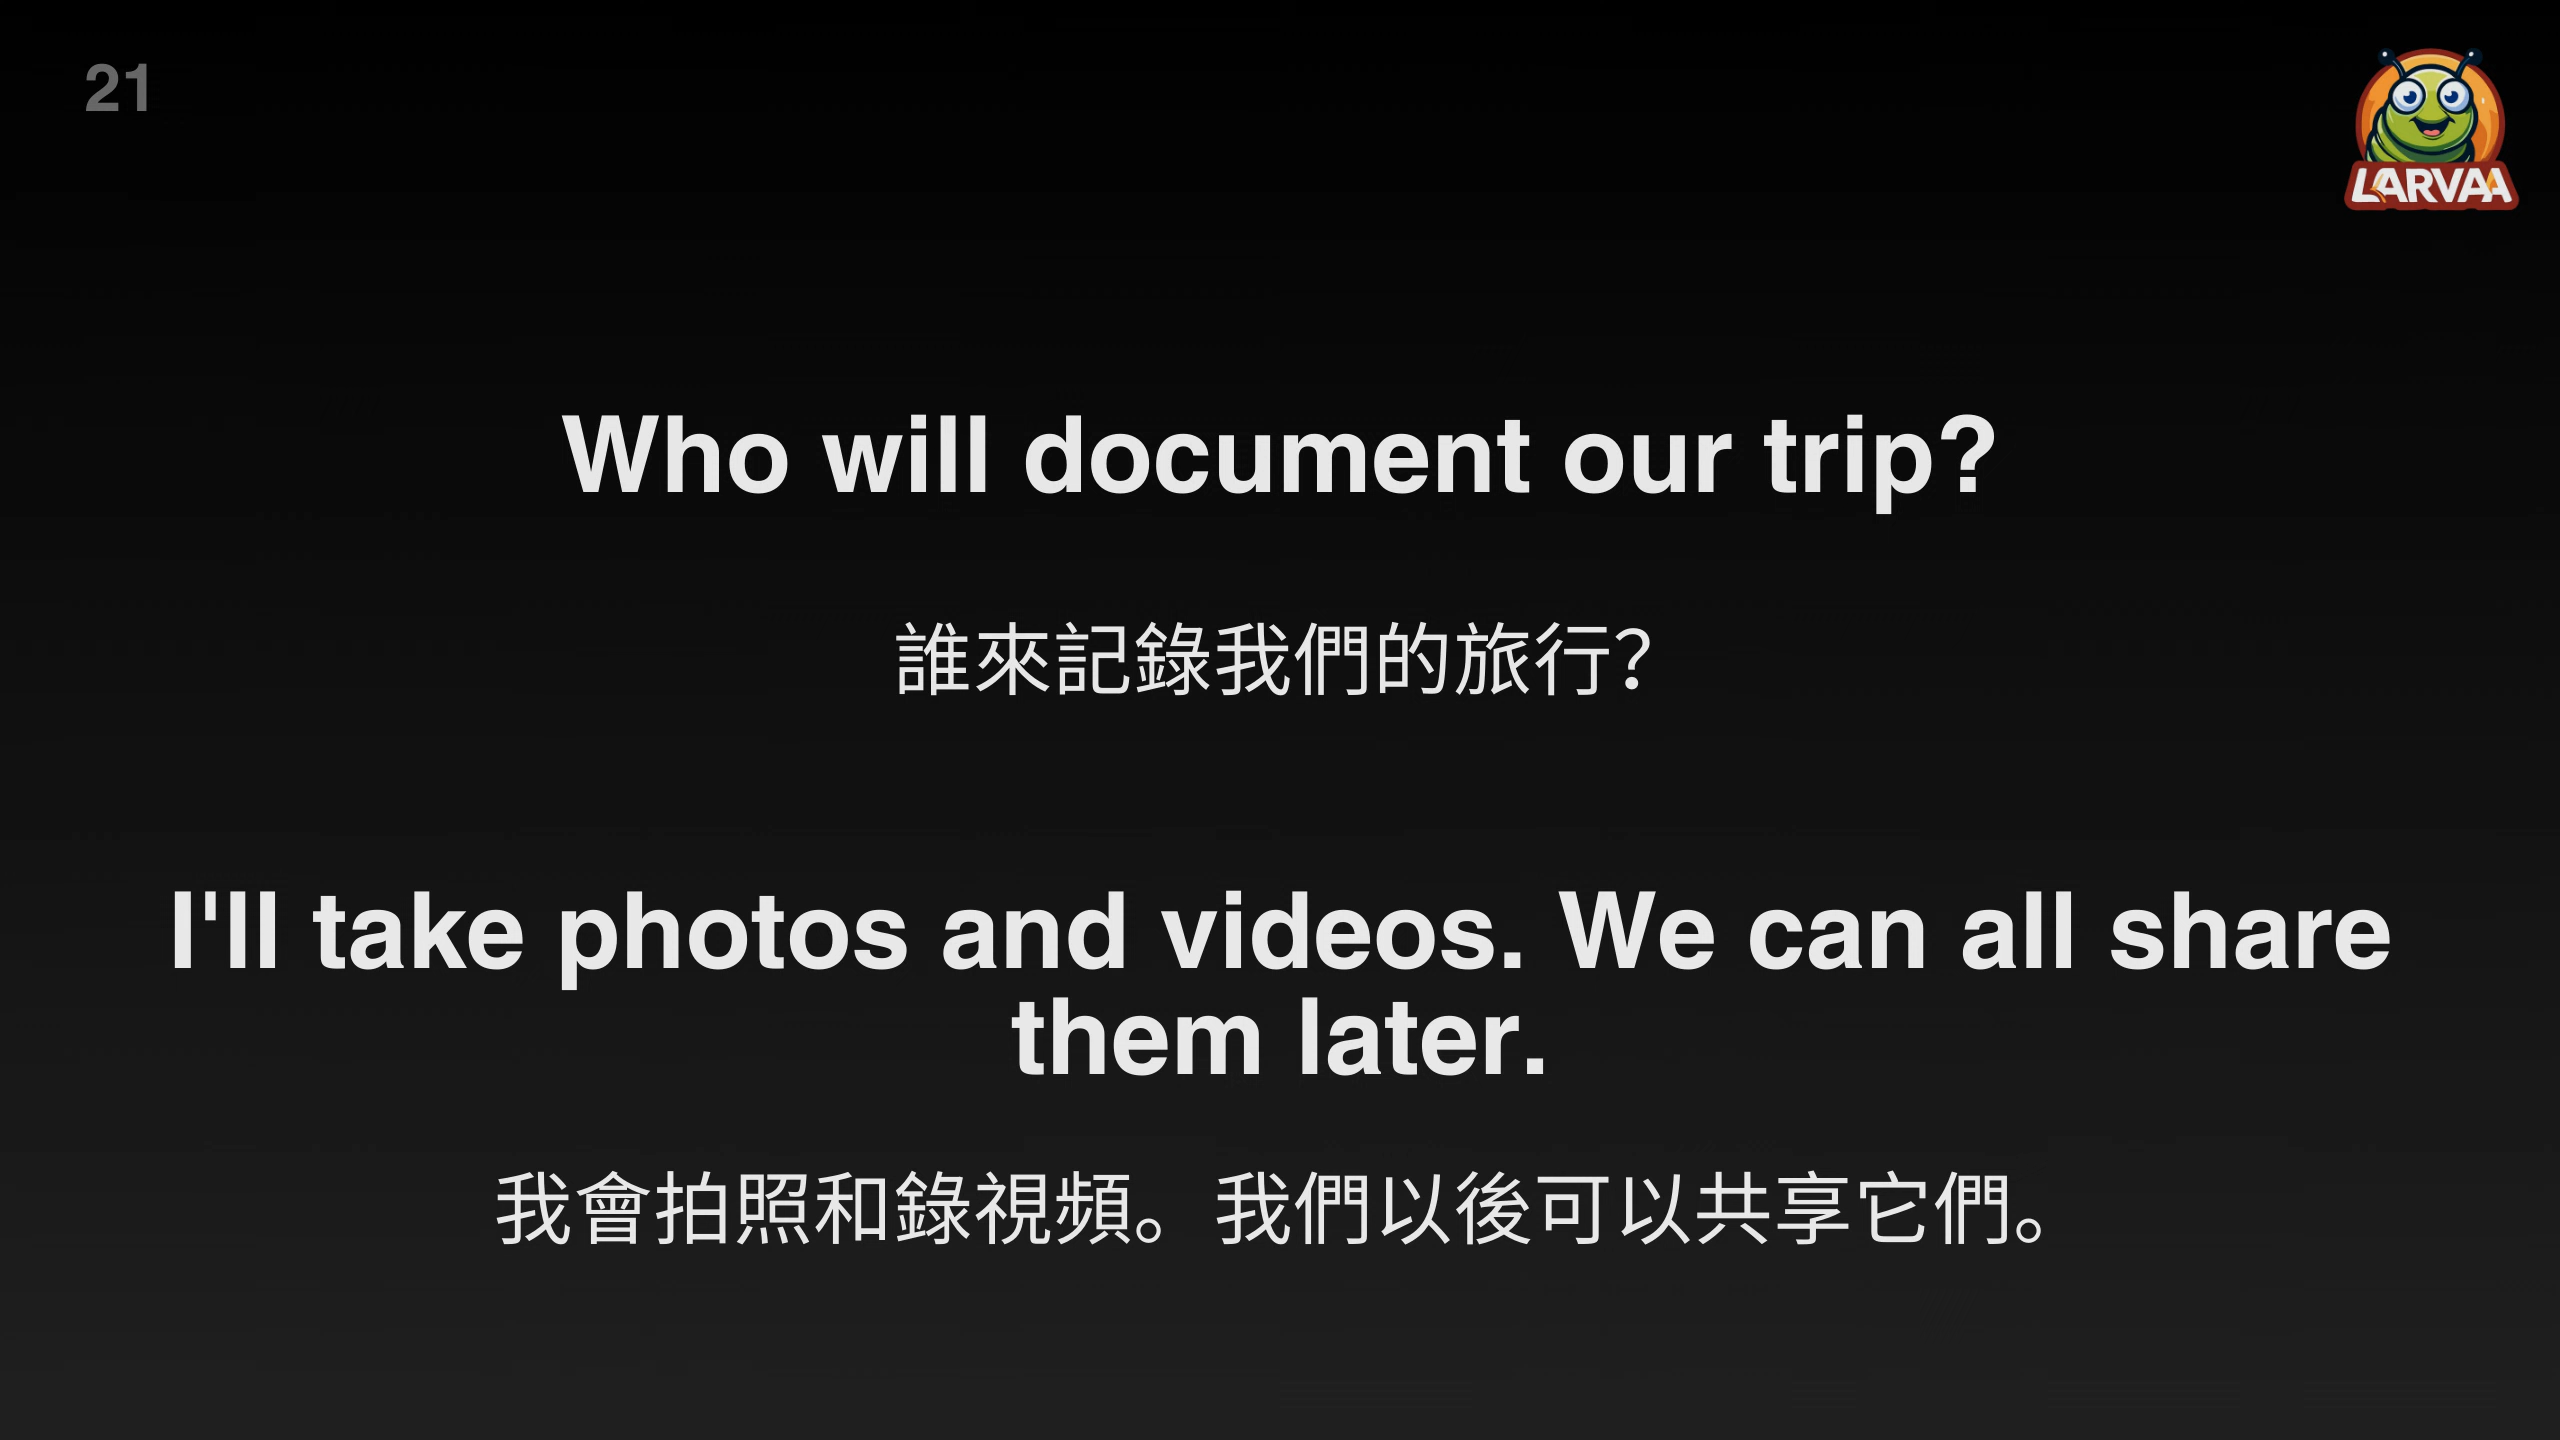 21
LARVAA
Who will document our trip?
誰來記錄我們的旅行？
I'll take photos and videos. We can all share
them later.
我會拍照和錄視頻。我們以後可以共享它們。